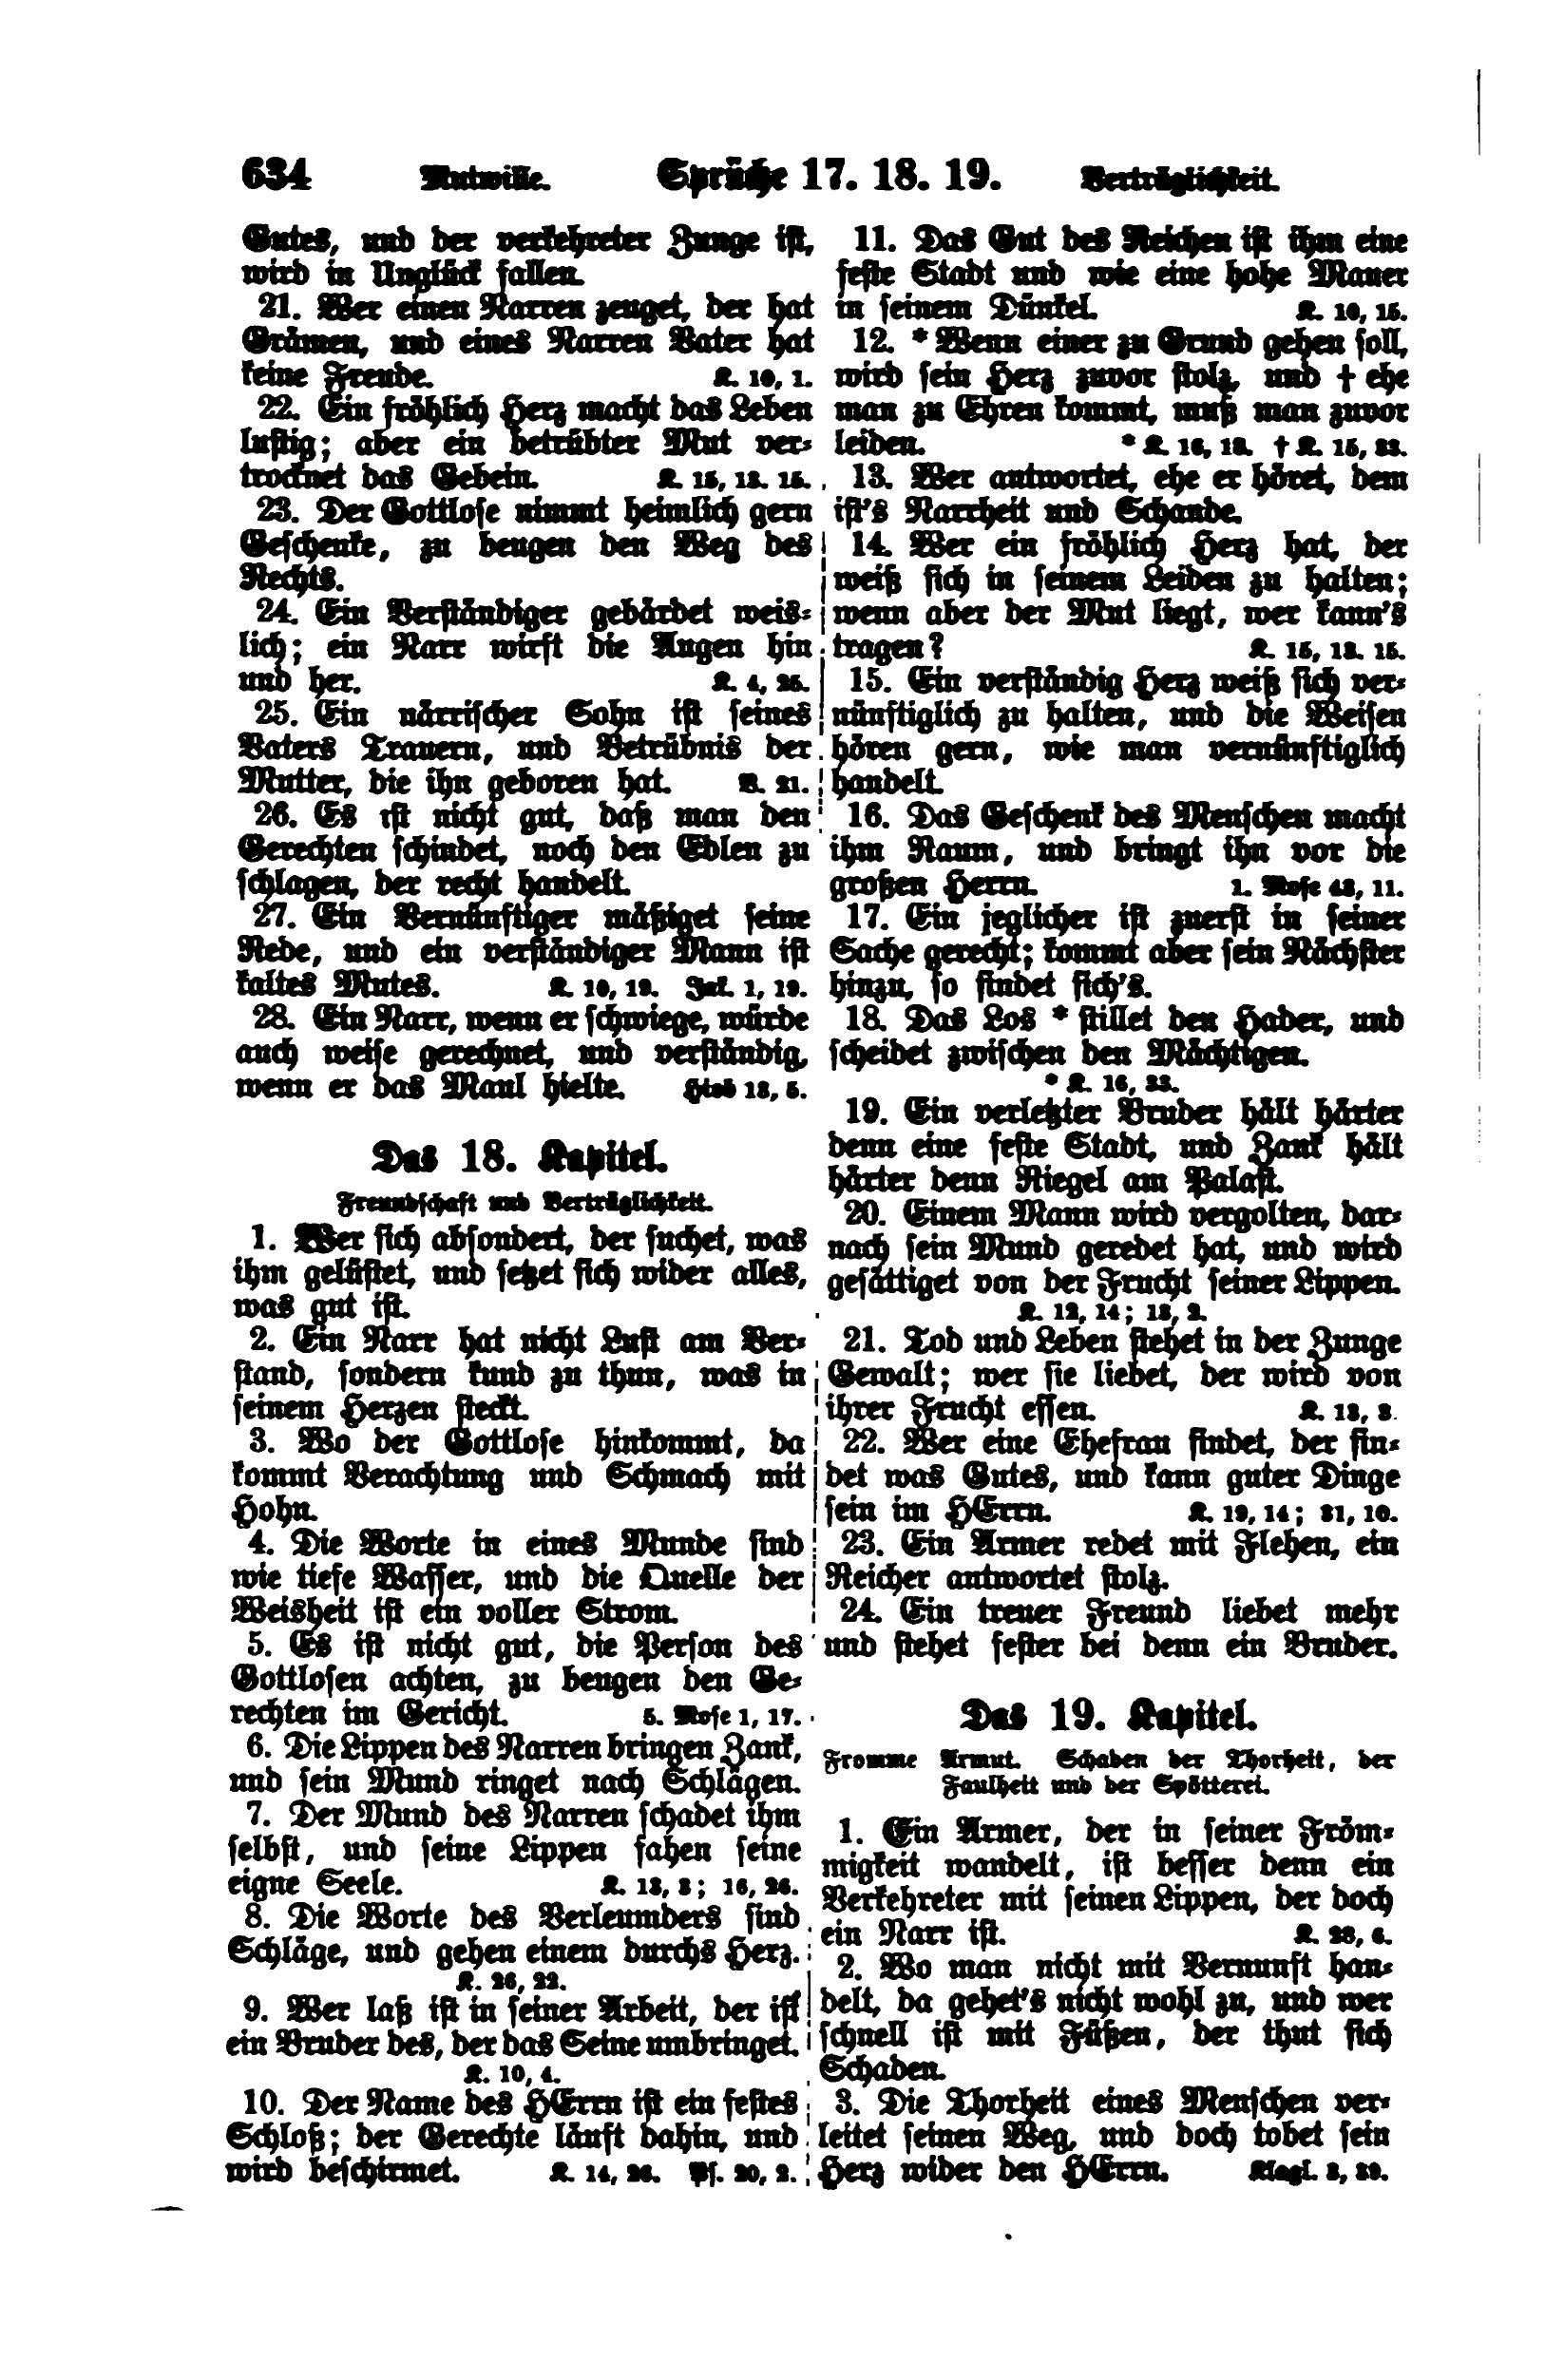 634 Mutwille. Sprüche 17. 18. 19. Verträglichkeit.
Gutes, und der verkehreter Zunge ist,
wird in Unglück fallen.
21. Wer einen Narren zeuget, der hat
Grämen, und eines Narren Vater hat
keine Freude. K. 10, 1.
22. Ein fröhlich Herz macht das Leben
lustig; aber ein betrübter Mut ver-
trocknet das Gebein. K. 15, 13. 15.
23. Der Gottlose nimmt heimlich gern
Geschenke, zu beugen den Weg des
Rechts.
24. Ein Verständiger gebärdet weis-
lich; ein Narr wirft die Augen hin
und her. K. 4, 25.
25. Ein närrischer Sohn ist seines
Vaters Trauern, und Betrübnis der
Mutter, die ihn geboren hat. V. 21.
26. Es ist nicht gut, daß man den
Gerechten schindet, noch den Edlen zu
schlagen, der recht handelt.
27. Ein Vernünftiger mäßiget seine
Rede, und ein verständiger Mann ist
kaltes Mutes. K. 10, 19. Jak. 1, 19.
28. Ein Narr, wenn er schwiege, würde
auch weise gerechnet, und verständig,
wenn er das Maul hielte. Hiob 13, 5.
Das 18. Kapitel.
Freundschaft und Verträglichkeit.
1. Wer sich absondert, der suchet, was
ihm gelüstet, und setzet sich wider alles,
was gut ist.
2. Ein Narr hat nicht Lust am Ver-
stand, sondern kund zu thun, was in
seinem Herzen steckt.
3. Wo der Gottlose hinkommt, da
kommt Verachtung und Schmach mit
Hohn.
4. Die Worte in eines Munde sind
wie tiefe Wasser, und die Quelle der
Weisheit ist ein voller Strom.
5. Es ist nicht gut, die Person des
Gottlosen achten, zu beugen den Ge-
rechten im Gericht. 5. Mose 1, 17.
6. Die Lippen des Narren bringen Zank,
und sein Mund ringet nach Schlägen.
7. Der Mund des Narren schadet ihm
selbst, und seine Lippen fahen seine
eigne Seele. K. 13, 3; 16, 26.
8. Die Worte des Verleumders sind
Schläge, und gehen einem durchs Herz.
K. 26, 22.
9. Wer laß ist in seiner Arbeit, der ist
ein Bruder des, der das Seine umbringet.
K. 10, 4.
10. Der Name des HErrn ist ein festes
Schloß; der Gerechte läuft dahin, und
wird beschirmet. K. 14, 26. Ps. 20, 2.
11. Das Gut des Reichen ist ihm eine
feste Stadt und wie eine hohe Mauer
in seinem Dünkel. K. 10, 15.
12. * Wenn einer zu Grund gehen soll,
wird sein Herz zuvor stolz, und † ehe
man zu Ehren kommt, muß man zuvor
leiden. * K. 16, 18. † K. 15, 33.
13. Wer antwortet, ehe er höret, dem
ist's Narrheit und Schande.
14. Wer ein fröhlich Herz hat, der
weiß sich in seinem Leiden zu halten;
wenn aber der Mut liegt, wer kann's
tragen? K. 15, 13. 15.
15. Ein verständig Herz weiß sich ver-
nünftiglich zu halten, und die Weisen
hören gern, wie man vernünftiglich
handelt.
16. Das Geschenk des Menschen macht
ihm Raum, und bringt ihn vor die
großen Herrn. 1. Mose 43, 11.
17. Ein jeglicher ist zuerst in seiner
Sache gerecht; kommt aber sein Nächster
hinzu, so findet sich's.
18. Das Los * stillet den Hader, und
scheidet zwischen den Mächtigen.
* K. 16, 33.
19. Ein verletzter Bruder hält härter
denn eine feste Stadt, und Zank hält
härter denn Riegel am Palast.
20. Einem Mann wird vergolten, dar-
nach sein Mund geredet hat, und wird
gesättiget von der Frucht seiner Lippen.
K. 12, 14; 13, 2.
21. Tod und Leben stehet in der Zunge
Gewalt; wer sie liebet, der wird von
ihrer Frucht essen. K. 13, 3.
22. Wer eine Ehefrau findet, der fin-
det was Gutes, und kann guter Dinge
sein im HErrn. K. 19, 14; 31, 10.
23. Ein Armer redet mit Flehen, ein
Reicher antwortet stolz.
24. Ein treuer Freund liebet mehr
und stehet fester bei denn ein Bruder.
Das 19. Kapitel.
Fromme Armut. Schaden der Thorheit, der
Faulheit und der Spötterei.
1. Ein Armer, der in seiner Fröm-
migkeit wandelt, ist besser denn ein
Verkehreter mit seinen Lippen, der doch
ein Narr ist. K. 28, 6.
2. Wo man nicht mit Vernunft han-
delt, da gehet's nicht wohl zu, und wer
schnell ist mit Füßen, der thut sich
Schaden.
3. Die Thorheit eines Menschen ver-
leitet seinen Weg, und doch tobet sein
Herz wider den HErrn. Klagl. 3, 39.